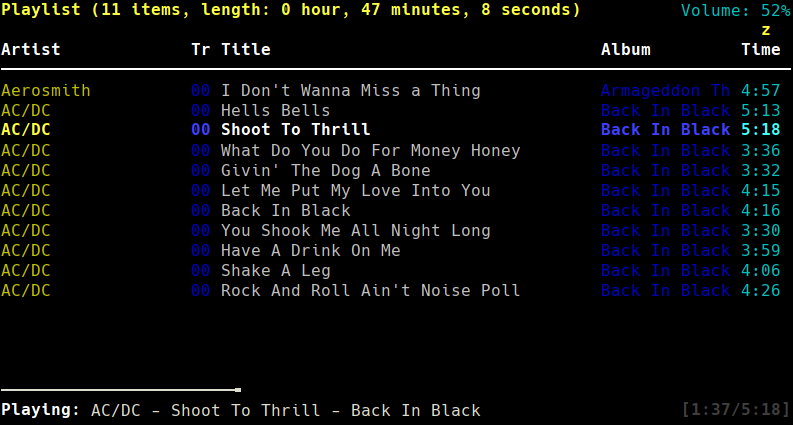 Playlist (11 items, length: 0 hour, 47 minutes, 8 seconds) Volume: 52%
z
Artist Tr Title Album Time
Aerosmith 00 I Don't Wanna Miss a Thing Armageddon Th 4:57
AC/DC 00 Hells Bells Back In Black 5:13
AC/DC 00 Shoot To Thrill Back In Black 5:18
AC/DC 00 What Do You Do For Money Honey Back In Black 3:36
AC/DC 00 Givin' The Dog A Bone Back In Black 3:32
AC/DC 00 Let Me Put My Love Into You Back In Black 4:15
AC/DC 00 Back In Black Back In Black 4:16
AC/DC 00 You Shook Me All Night Long Back In Black 3:30
AC/DC 00 Have A Drink On Me Back In Black 3:59
AC/DC 00 Shake A Leg Back In Black 4:06
AC/DC 00 Rock And Roll Ain't Noise Poll Back In Black 4:26
Playing: AC/DC - Shoot To Thrill - Back In Black [1:37/5:18]